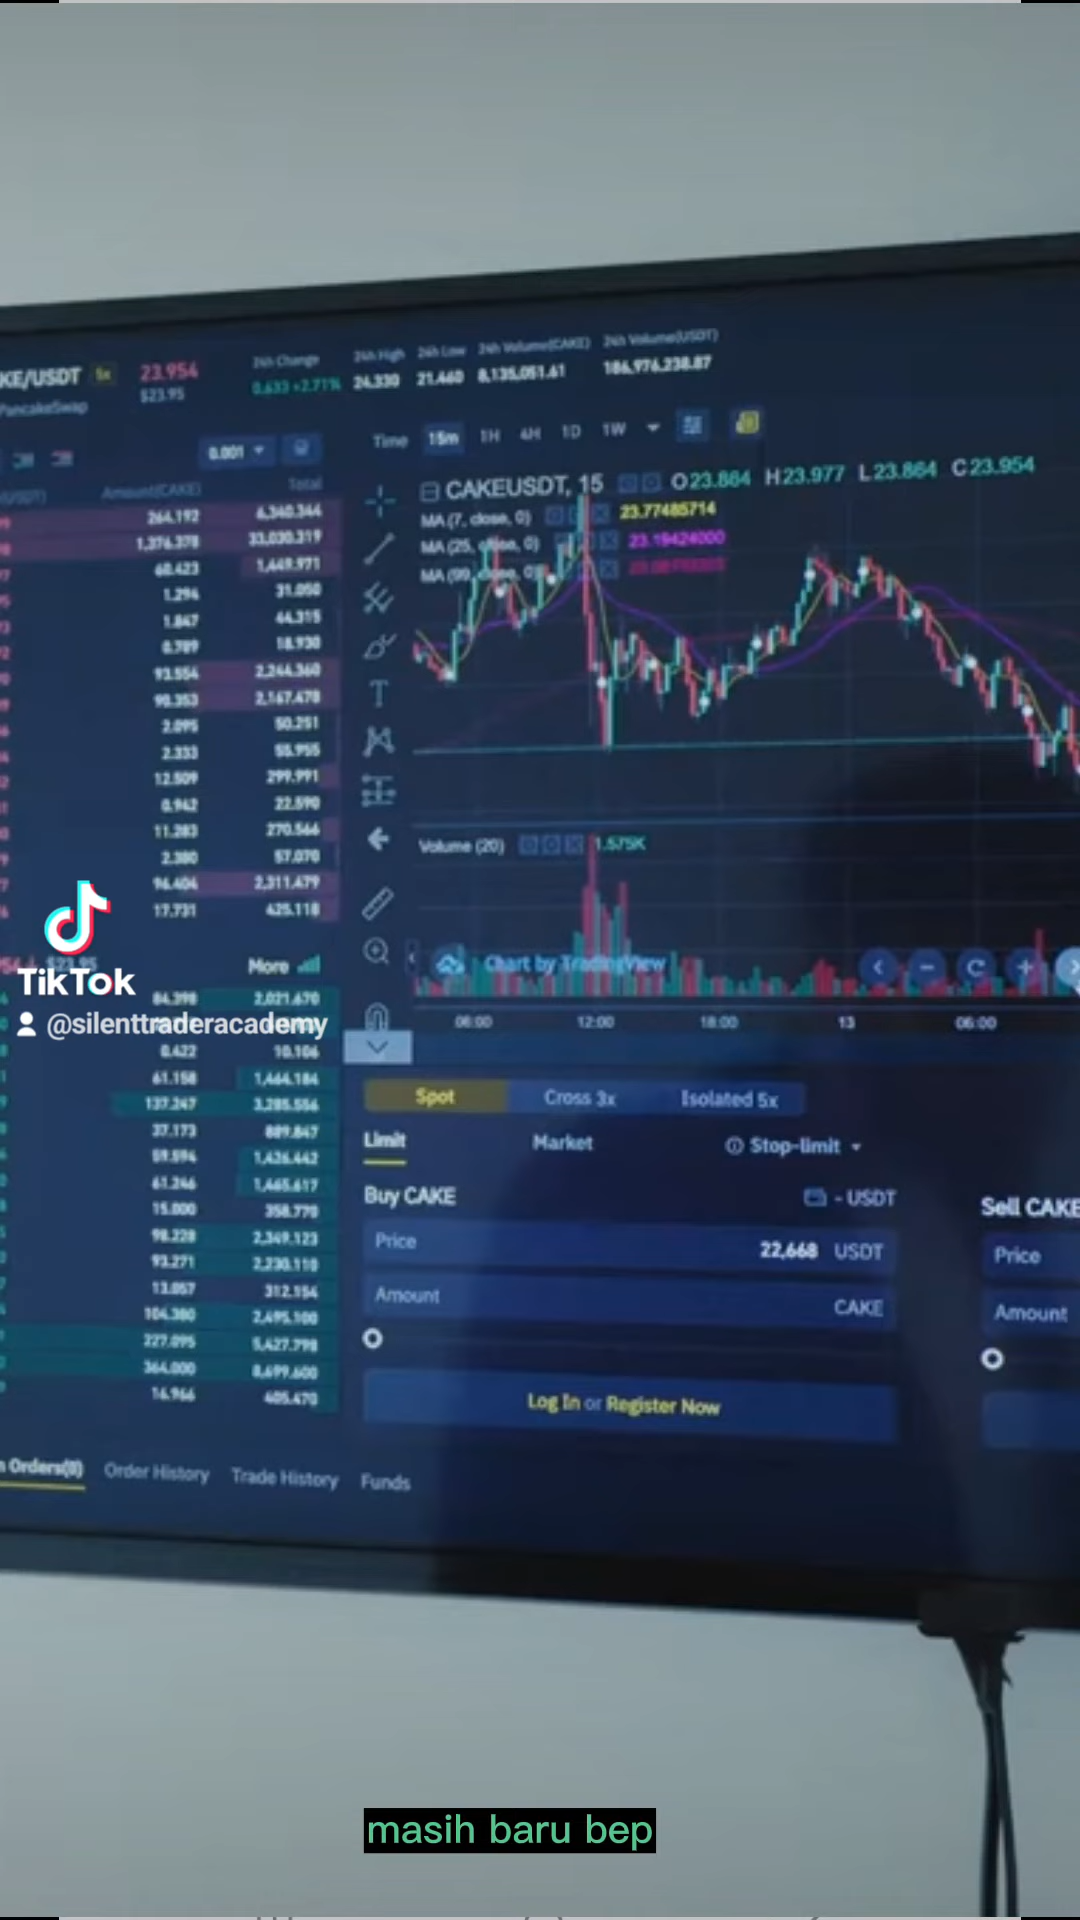 KE/USDT 5x 23.954
$23.95
PancakeSwap
24h Change 24h High 24h Low 24h Volume(CAKE) 24h Volume(USDT)
0.633 +2.71% 24.330 21.460 8,135,051.61 186,976,238.87
0.001
Time 15m 1H 4H 1D 1W
Amount(CAKE) Total
CAKEUSDT, 15 O23.884 H23.977 L23.864 C23.954
MA (7, close, 0) 23.77485714
MA (25, close, 0) 23.19424000
MA (99, close, 0)
264.192 6,340.344
1,376.378 33,030.319
60.423 1,449.971
1.294 31.050
1.847 44.315
0.789 18.930
93.554 2,244.360
90.353 2,167.478
2.095 50.251
2.333 55.955
12.509 299.991
0.942 22.590
11.283 270.566
2.380 57.070
96.404 2,311.479
17.731 425.118
Volume (20) 1.575K
Chart by TradingView
$23.95 More
TikTok
@silenttraderacademy
06:00 12:00 18:00 13 06:00
84.398 2,021.670
0.422 10.106
61.158 1,464.184
137.247 3,285.556
37.173 889.847
59.594 1,426.442
61.246 1,465.617
15.000 358.770
98.228 2,349.123
93.271 2,230.110
13.057 312.154
104.380 2,495.100
227.095 5,427.798
364.000 8,699.600
16.966 405.470
Spot Cross 3x Isolated 5x
Limit Market Stop-limit
Buy CAKE - USDT
Price 22,668 USDT
Amount CAKE
Log In or Register Now
Sell CAKE
Price
Amount
Orders(0) Order History Trade History Funds
masih baru bep